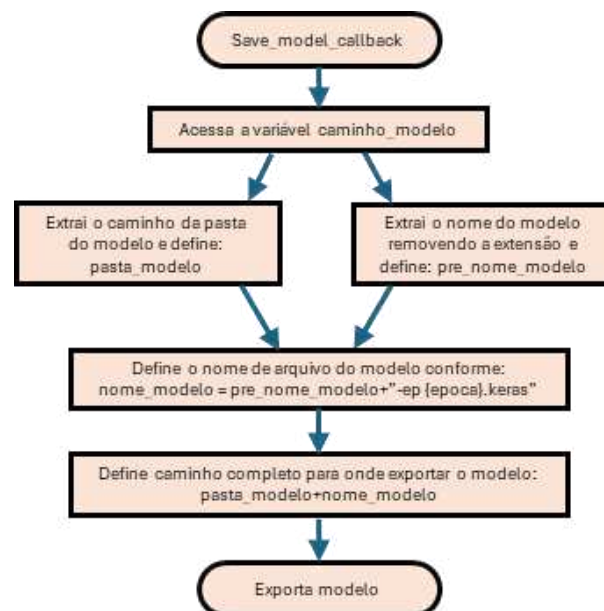 Save_model_callback
Acessa a variável caminho_modelo
Extrai o caminho da pasta
do modelo e define:
pasta_modelo
Extrai o nome do modelo
removendo a extensão e
define: pre_nome_modelo
Define o nome de arquivo do modelo conforme:
nome_modelo = pre_nome_modelo+"-ep {epoca}.keras"
Define caminho completo para onde exportar o modelo:
pasta_modelo+nome_modelo
Exporta modelo